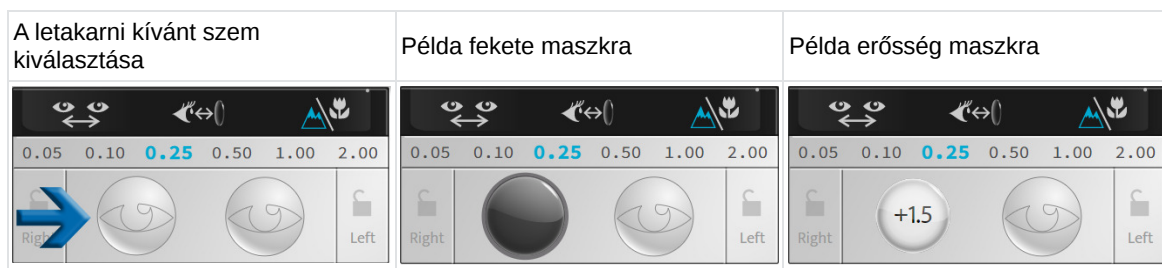 A letakarni kívánt szem
kiválasztása
Példa fekete maszkra
Példa erősség maszkra
0.05 0.10 0.25 0.50 1.00 2.00
Right
Left
0.05 0.10 0.25 0.50 1.00 2.00
Right
Left
0.05 0.10 0.25 0.50 1.00 2.00
Right
+1.5
Left